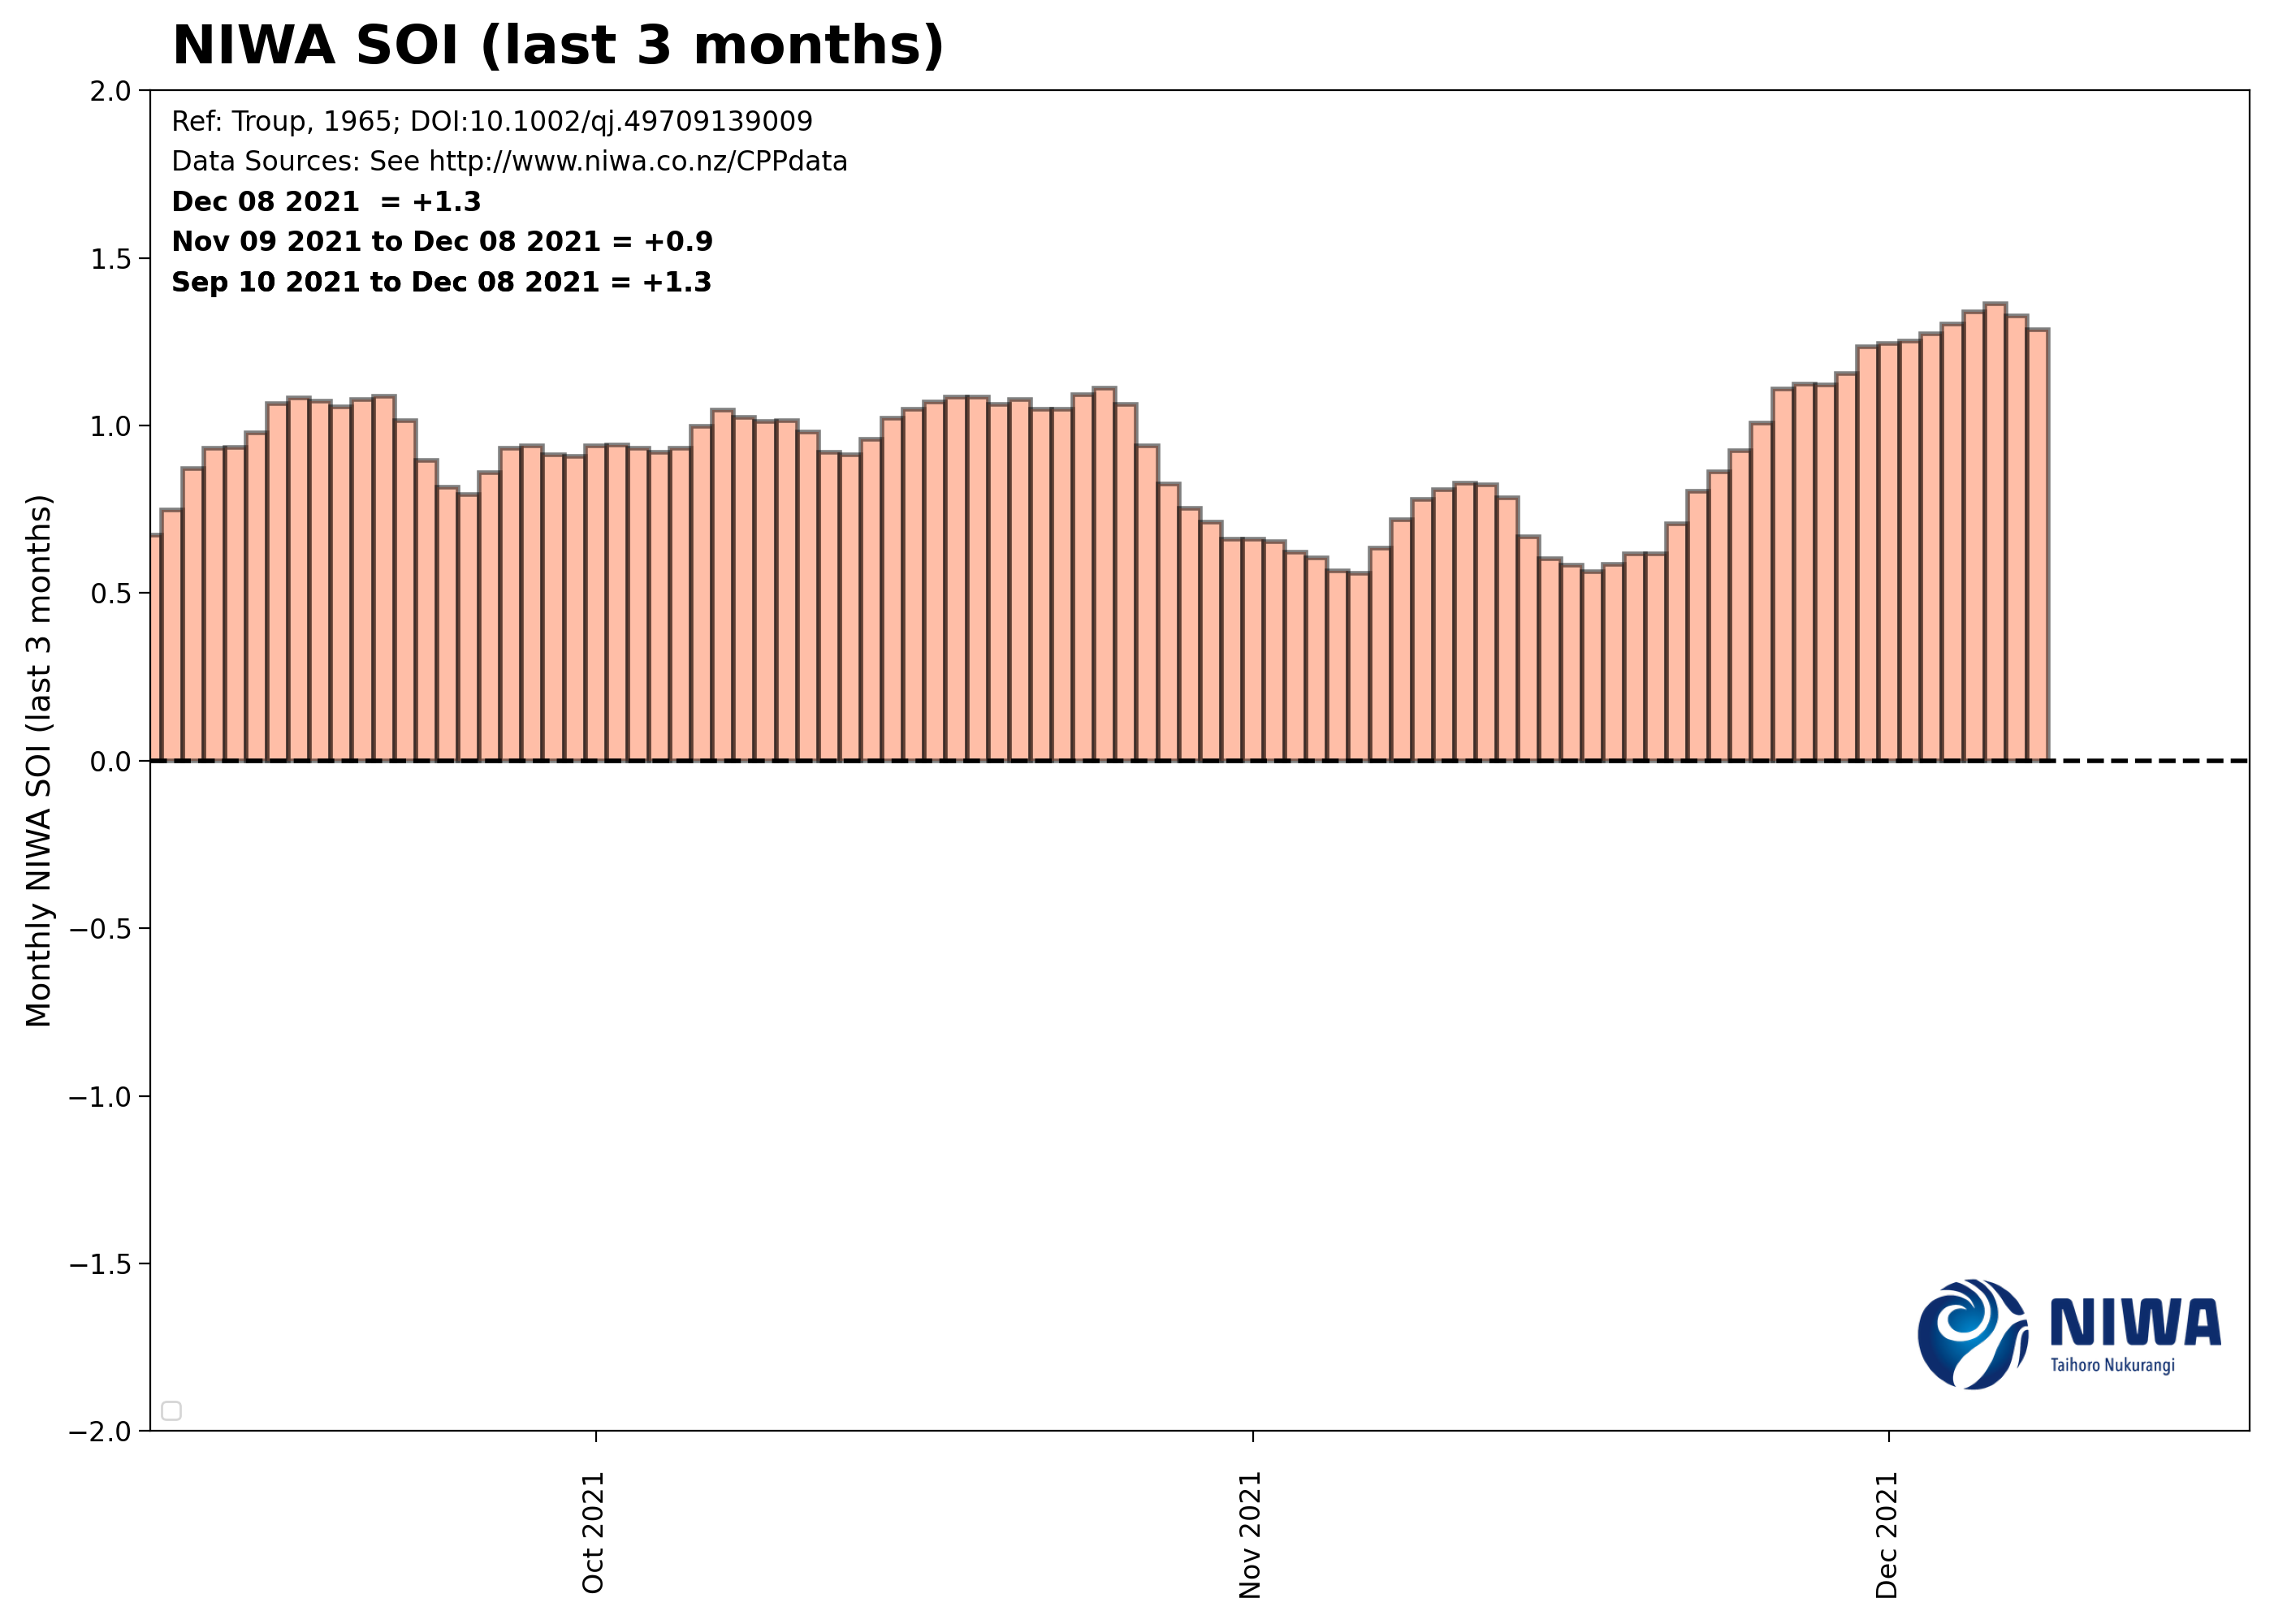 NIWA SOI (last 3 months)
Ref: Troup, 1965; DOI:10.1002/qj.49709139009
Data Sources: See http://www.niwa.co.nz/CPPdata
Dec 08 2021  = +1.3
Nov 09 2021 to Dec 08 2021 = +0.9
Sep 10 2021 to Dec 08 2021 = +1.3
Monthly NIWA SOI (last 3 months)
2.0
1.5
1.0
0.5
0.0
−0.5
−1.0
−1.5
−2.0
Oct 2021
Nov 2021
Dec 2021
NIWA
Taihoro Nukurangi